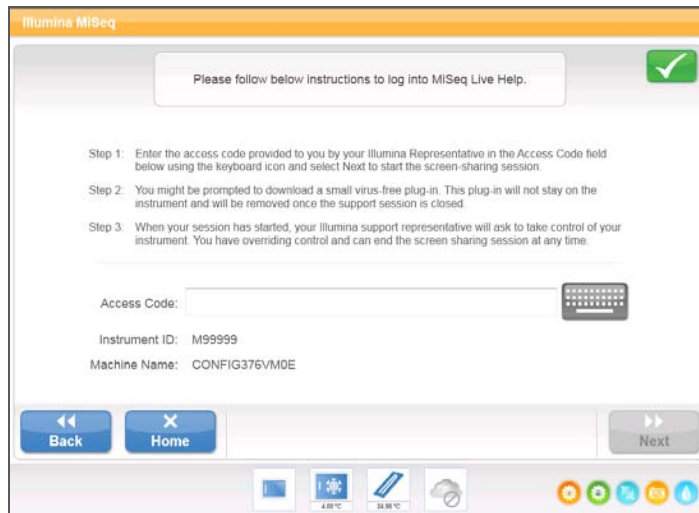 Illumina MiSeq
Please follow below instructions to log into MiSeq Live Help.
Step 1: Enter the access code provided to you by your Illumina Representative in the Access Code field
below using the keyboard icon and select Next to start the screen-sharing session.
Step 2: You might be prompted to download a small virus-free plug-in. This plug-in will not stay on the
instrument and will be removed once the support session is closed.
Step 3: When your session has started, your Illumina support representative will ask to take control of your
instrument. You have overriding control and can end the screen sharing session at any time.
Access Code:
Instrument ID: M99999
Machine Name: CONFIG376VM0E
Back Home Next
4.00 °C 24.98 °C